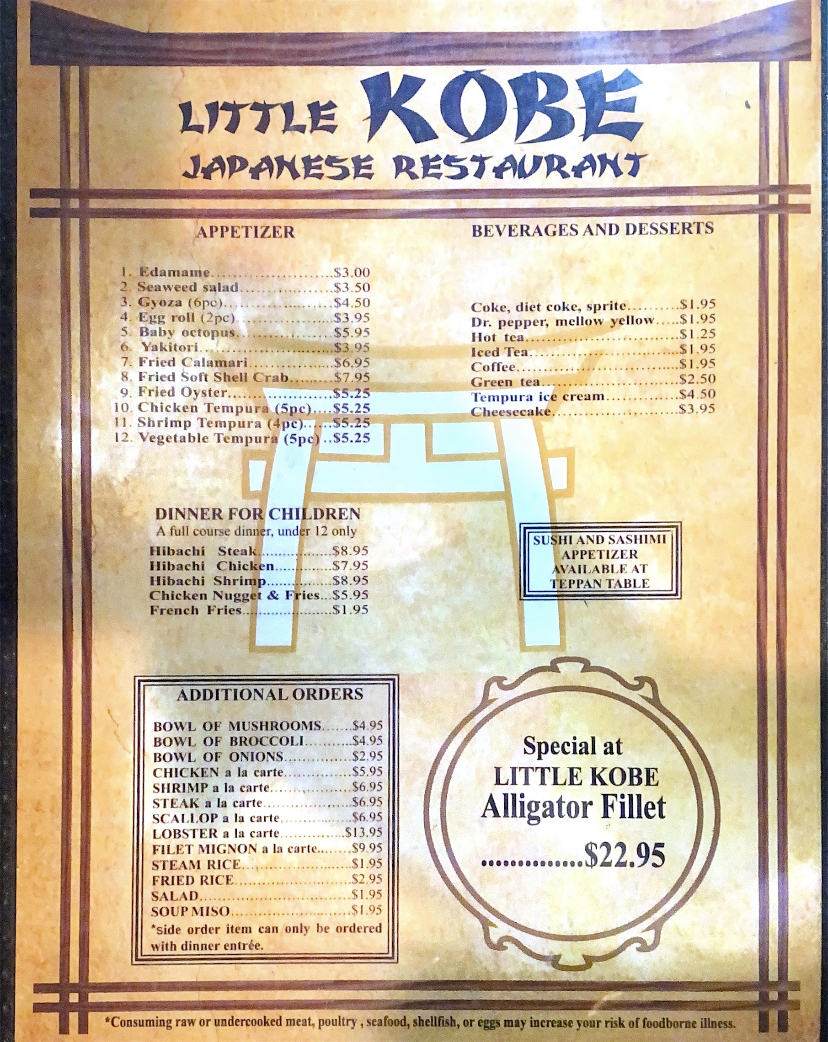 LITTLE KOBE
JAPANESE RESTAURANT
APPETIZER
1. Edamame......................$3.00
2. Seaweed salad................$3.50
3. Gyoza (6pc)..................$4.50
4. Egg roll (2pc)................$3.95
5. Baby octopus.................$5.95
6. Yakitori.......................$3.95
7. Fried Calamari...............$6.95
8. Fried Soft Shell Crab........$7.95
9. Fried Oyster..................$5.25
10. Chicken Tempura (5pc)....$5.25
11. Shrimp Tempura (4pc)......$5.25
12. Vegetable Tempura (5pc)..$5.25
BEVERAGES AND DESSERTS
Coke, diet coke, sprite..........$1.95
Dr. pepper, mellow yellow.....$1.95
Hot tea............................$1.25
Iced Tea...........................$1.95
Coffee.............................$1.95
Green tea.........................$2.50
Tempura ice cream.............$4.50
Cheesecake.......................$3.95
DINNER FOR CHILDREN
A full course dinner, under 12 only
Hibachi Steak.................$8.95
Hibachi Chicken..............$7.95
Hibachi Shrimp...............$8.95
Chicken Nugget & Fries...$5.95
French Fries....................$1.95
SUSHI AND SASHIMI
APPETIZER
AVAILABLE AT
TEPPAN TABLE
ADDITIONAL ORDERS
BOWL OF MUSHROOMS.......$4.95
BOWL OF BROCCOLI...........$4.95
BOWL OF ONIONS...............$2.95
CHICKEN a la carte...............$5.95
SHRIMP a la carte..................$6.95
STEAK a la carte....................$6.95
SCALLOP a la carte................$6.95
LOBSTER a la carte...............$13.95
FILET MIGNON a la carte.......$9.95
STEAM RICE.........................$1.95
FRIED RICE..........................$2.95
SALAD..................................$1.95
SOUP MISO...........................$1.95
*side order item can only be ordered
with dinner entrée.
Special at
LITTLE KOBE
Alligator Fillet
...............$22.95
*Consuming raw or undercooked meat, poultry , seafood, shellfish, or eggs may increase your risk of foodborne illness.